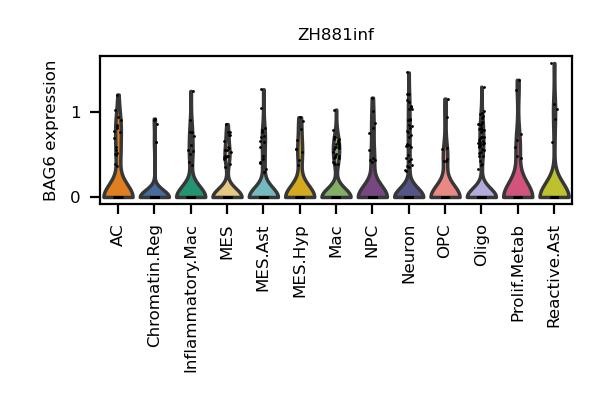 ZH881inf
BAG6 expression
1
0
AC
Chromatin.Reg
Inflammatory.Mac
MES
MES.Ast
MES.Hyp
Mac
NPC
Neuron
OPC
Oligo
Prolif.Metab
Reactive.Ast